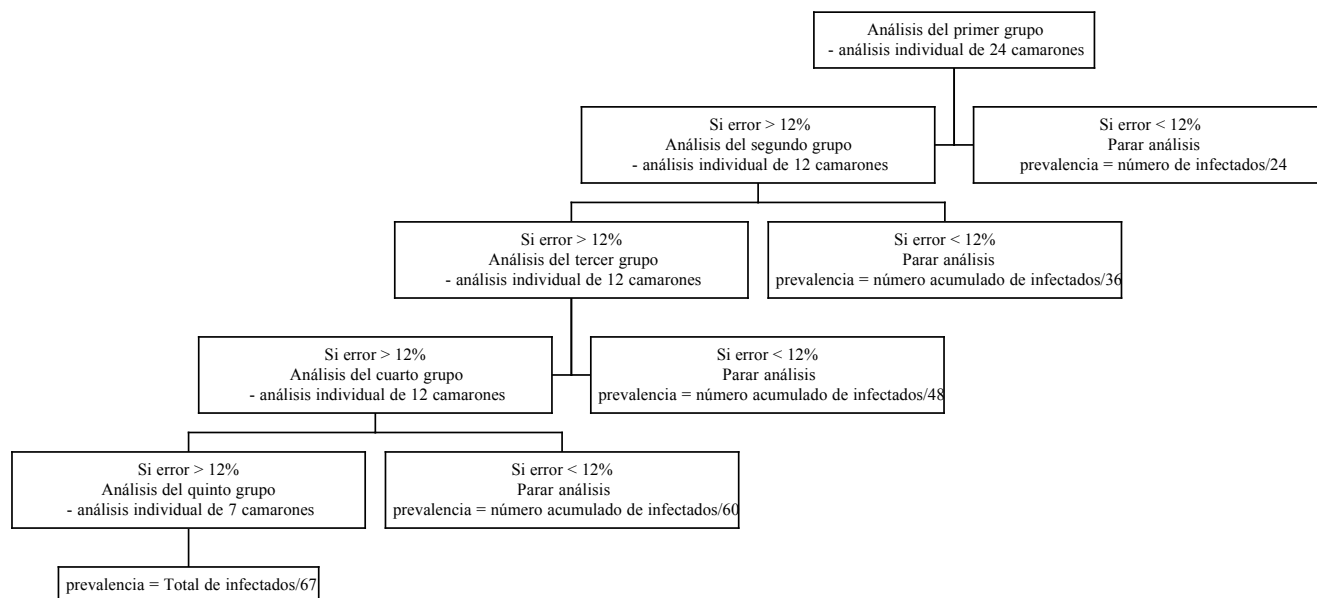 Análisis del primer grupo
- análisis individual de 24 camarones
Si error > 12%
Análisis del segundo grupo
- análisis individual de 12 camarones
Si error < 12%
Parar análisis
prevalencia = número de infectados/24
Si error > 12%
Análisis del tercer grupo
- análisis individual de 12 camarones
Si error < 12%
Parar análisis
prevalencia = número acumulado de infectados/36
Si error > 12%
Análisis del cuarto grupo
- análisis individual de 12 camarones
Si error < 12%
Parar análisis
prevalencia = número acumulado de infectados/48
Si error > 12%
Análisis del quinto grupo
- análisis individual de 7 camarones
Si error < 12%
Parar análisis
prevalencia = número acumulado de infectados/60
prevalencia = Total de infectados/67